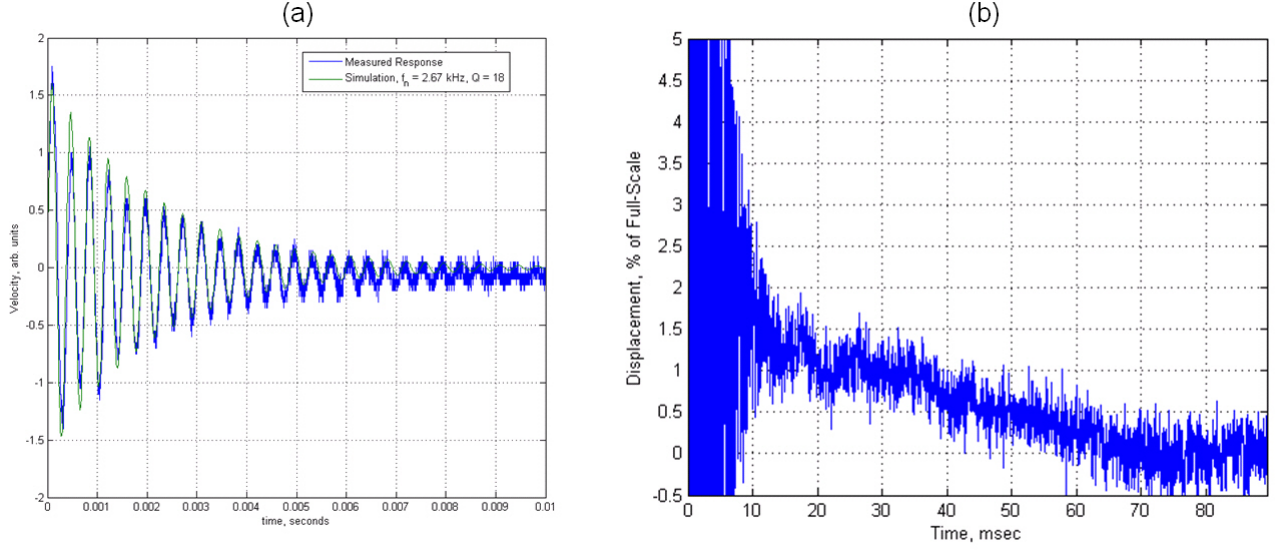 (a)
2
1.5
1
0.5
0
-0.5
-1
-1.5
-2
Velocity, arb. units
Measured Response
Simulation, fn = 2.67 kHz, Q = 18
0 0.001 0.002 0.003 0.004 0.005 0.006 0.007 0.008 0.009 0.01
time, seconds
(b)
5
4.5
4
3.5
3
2.5
2
1.5
1
0.5
0
-0.5
Displacement, % of Full-Scale
0 10 20 30 40 50 60 70 80
Time, msec